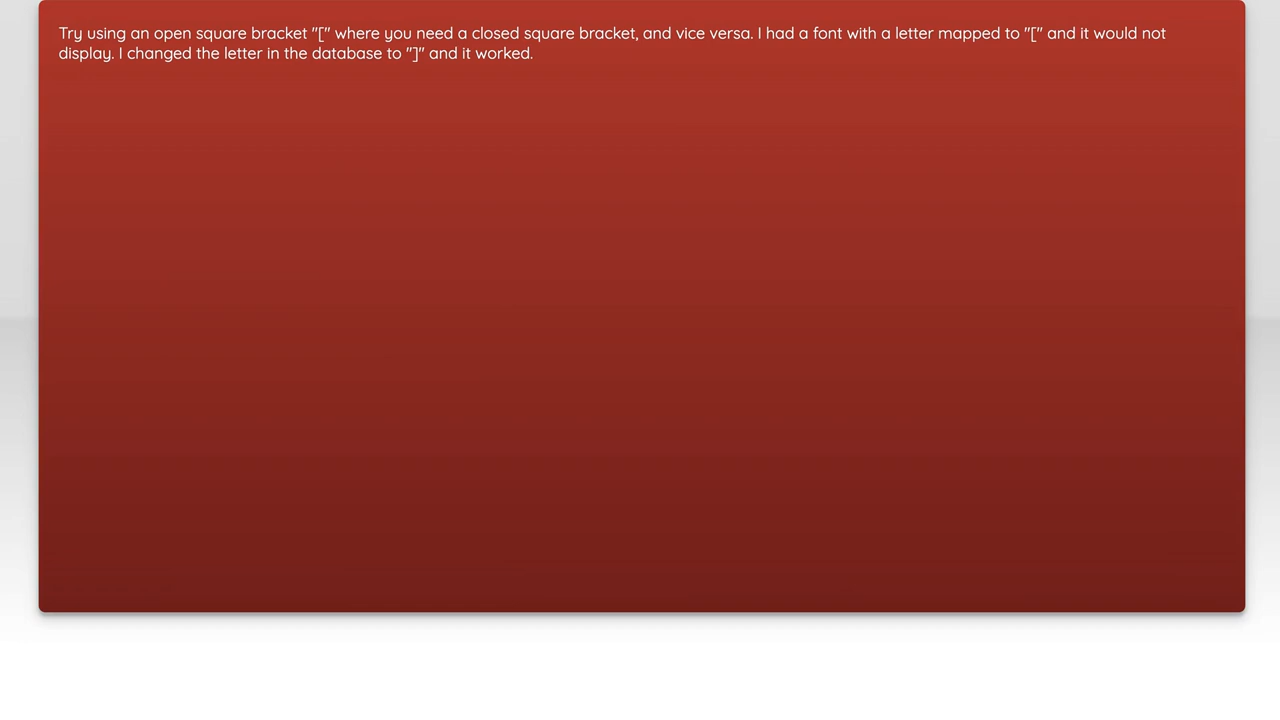 Try using an open square bracket "[" where you need a closed square bracket, and vice versa. I had a font with a letter mapped to "[" and it would not
display. I changed the letter in the database to "]" and it worked.